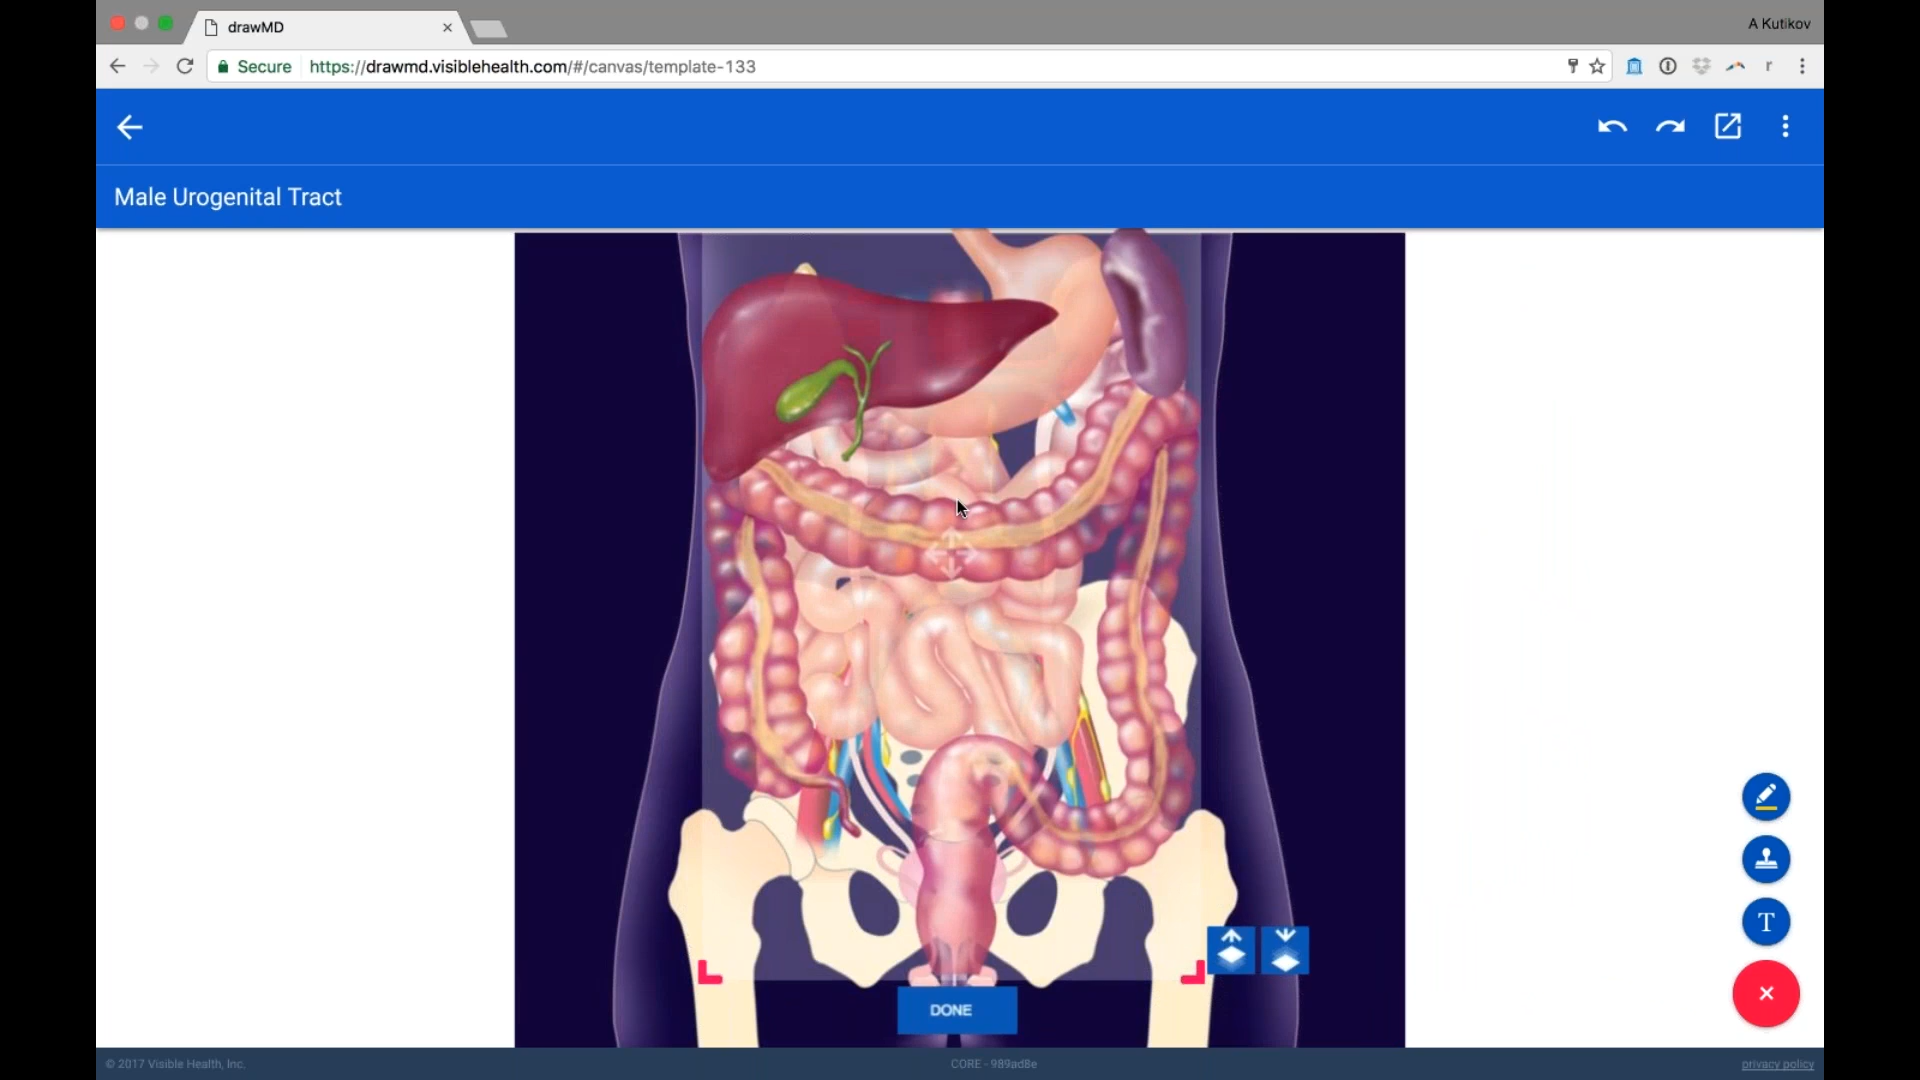 drawMD
A Kutikov
Secure https://drawmd.visiblehealth.com/#/canvas/template-133
r
Male Urogenital Tract
T
DONE
© 2017 Visible Health, Inc.
CORE - 989ad8e
privacy policy